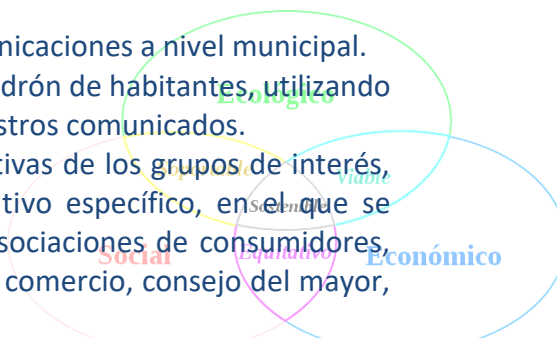 nicaciones a nivel municipal.
drón de habitantes, utilizando
Ecológico
stros comunicados.
tivas de los grupos de interés,
Soportable
Viable
tivo específico, en el que se
Sostenible
sociaciones de consumidores,
Social
Equitativo
Económico
comercio, consejo del mayor,